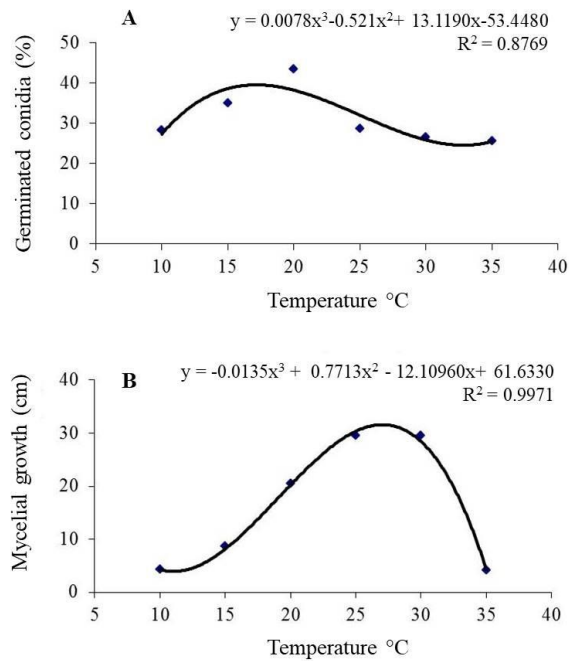 A
y = 0.0078x³-0.521x²+ 13.1190x-53.4480
R² = 0.8769
Germinated conidia (%)
50
40
30
20
10
0
5 10 15 20 25 30 35 40
Temperature °C
B
y = -0.0135x³ + 0.7713x² - 12.10960x+ 61.6330
R² = 0.9971
Mycelial growth (cm)
40
30
20
10
0
5 10 15 20 25 30 35 40
Temperature °C